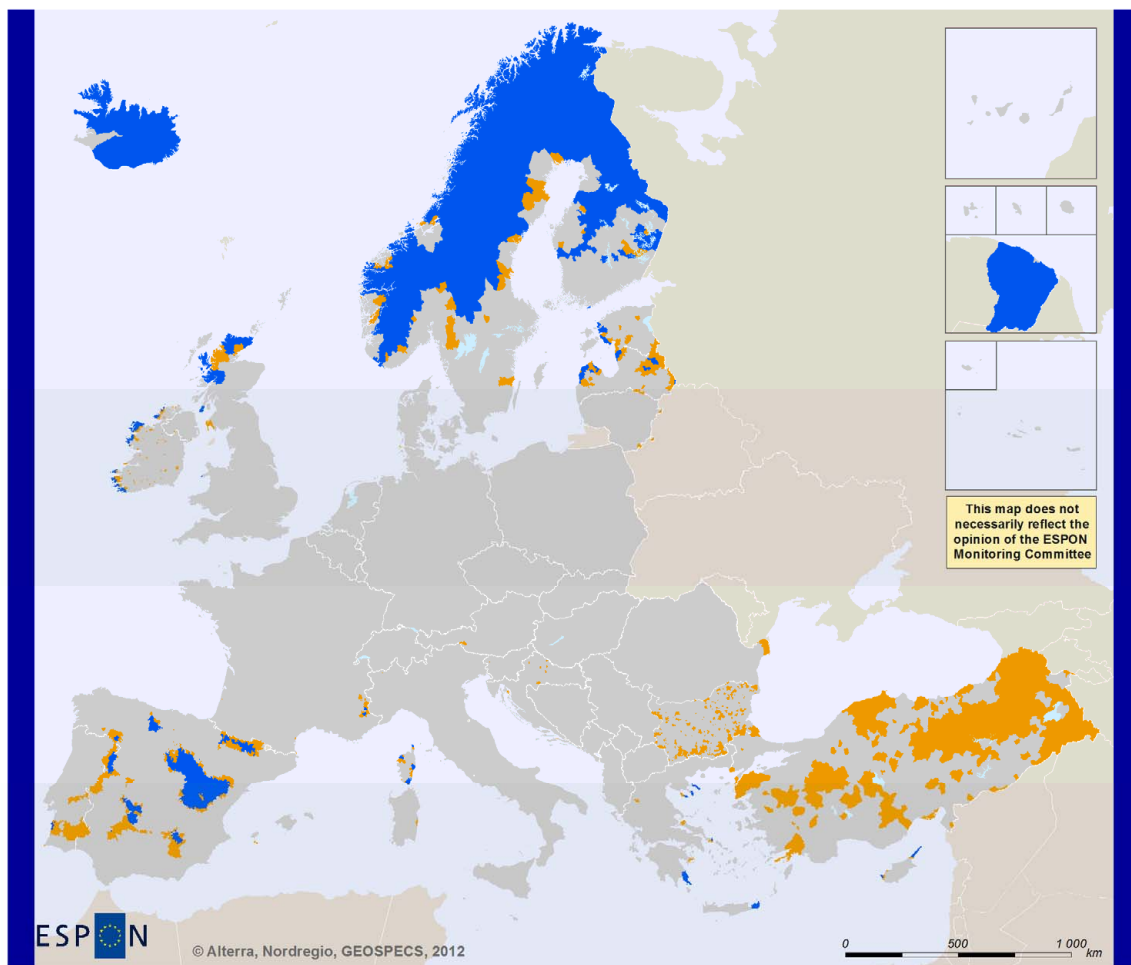 This map does not
necessarily reflect the
opinion of the ESPON
Monitoring Committee
ESPON
© Alterra, Nordregio, GEOSPECS, 2012
0 500 1 000
km